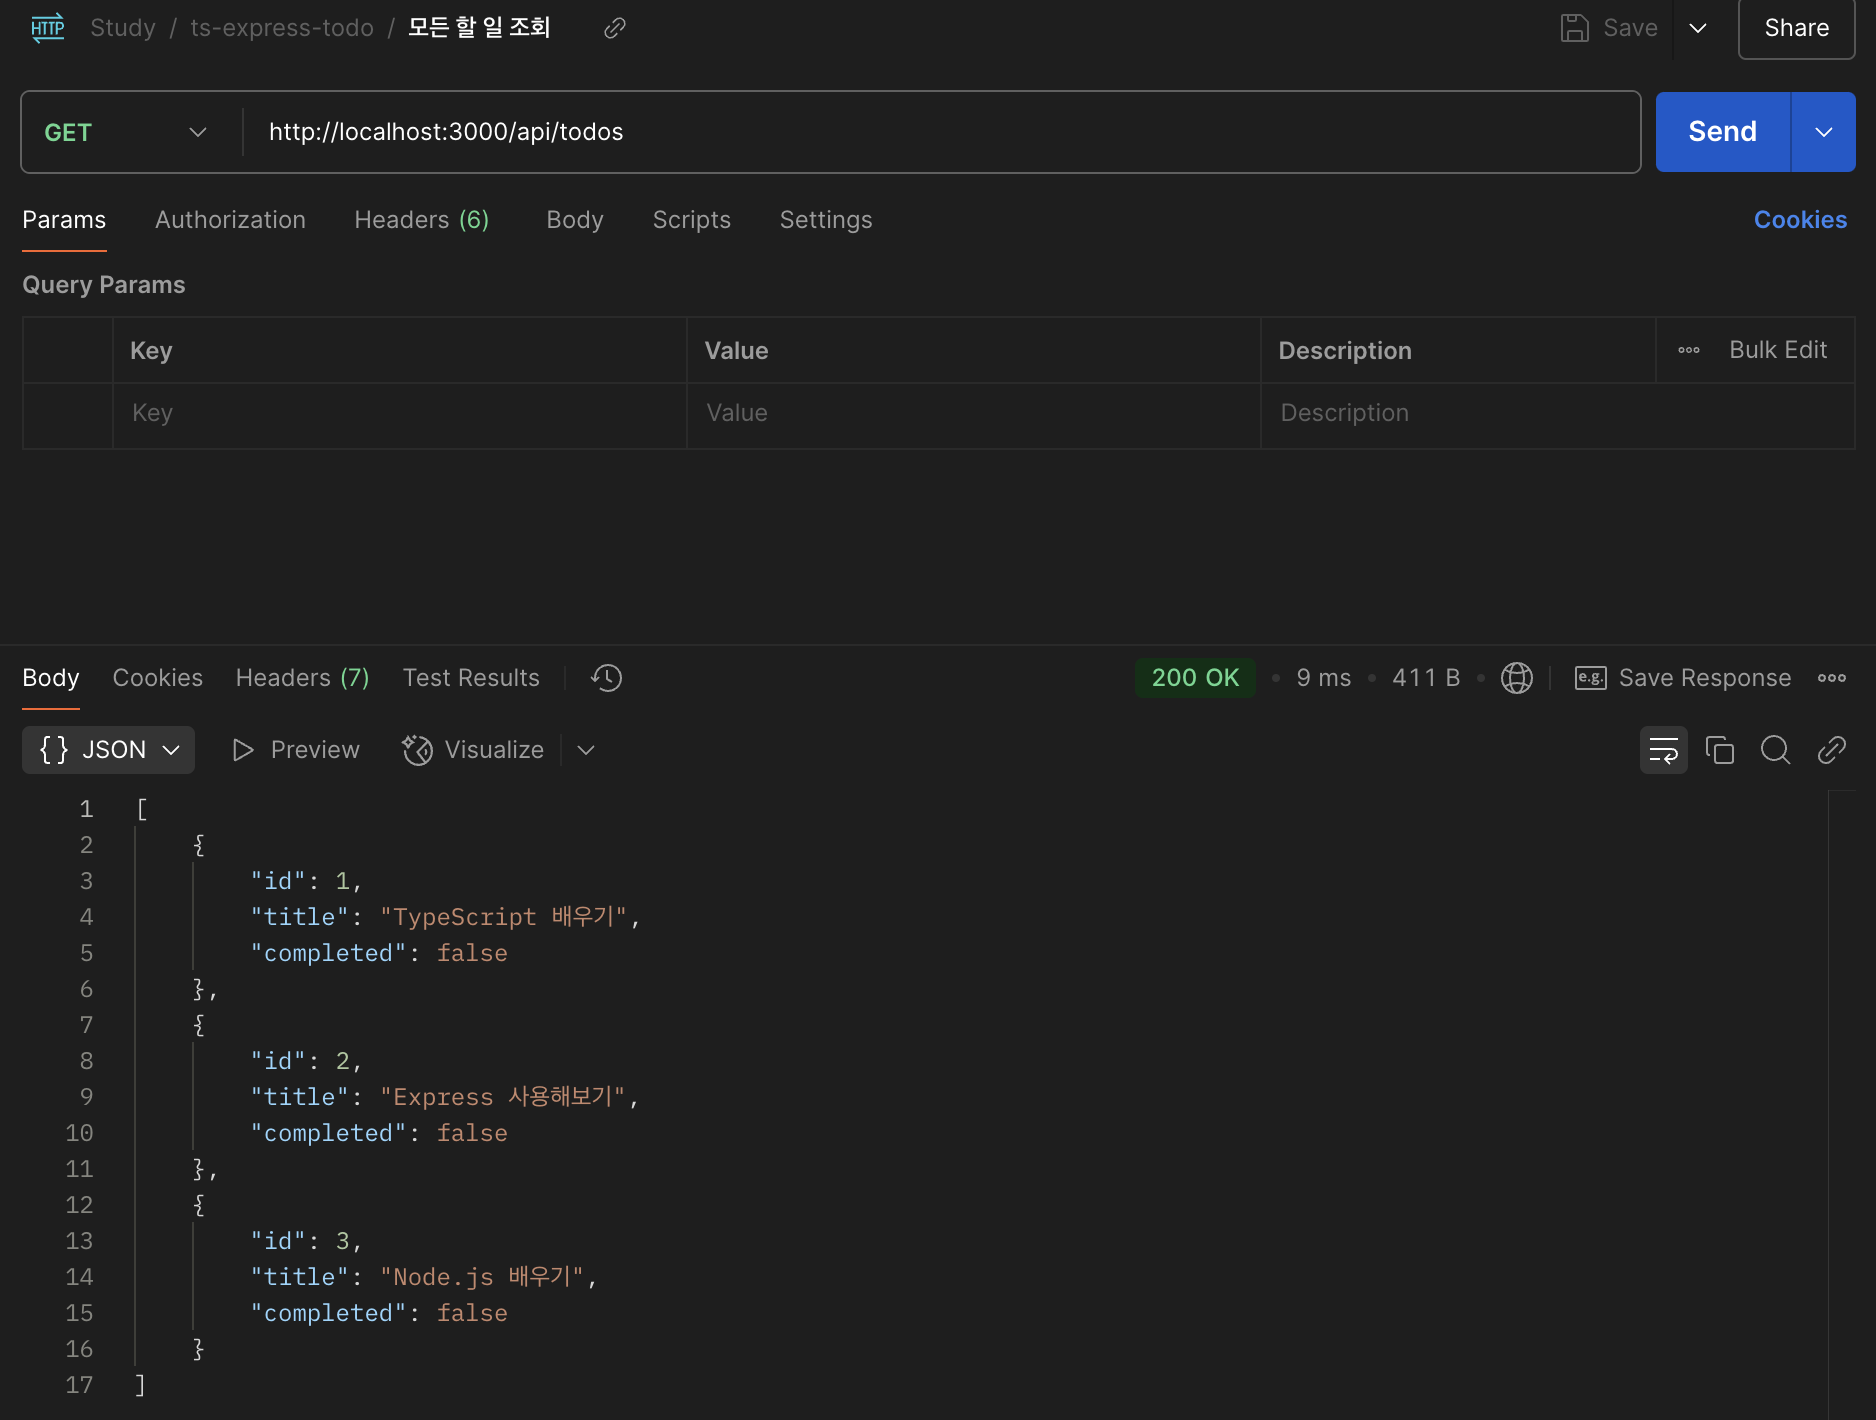 HTTP Study / ts-express-todo / 모든 할 일 조회 Save Share
GET http://localhost:3000/api/todos Send
Params Authorization Headers (6) Body Scripts Settings Cookies
Query Params
Key Value Description Bulk Edit
Key Value Description
Body Cookies Headers (7) Test Results 200 OK • 9 ms • 411 B • e.g. Save Response
{} JSON Preview Visualize
1 [
2 {
3 "id": 1,
4 "title": "TypeScript 배우기",
5 "completed": false
6 },
7 {
8 "id": 2,
9 "title": "Express 사용해보기",
10 "completed": false
11 },
12 {
13 "id": 3,
14 "title": "Node.js 배우기",
15 "completed": false
16 }
17 ]